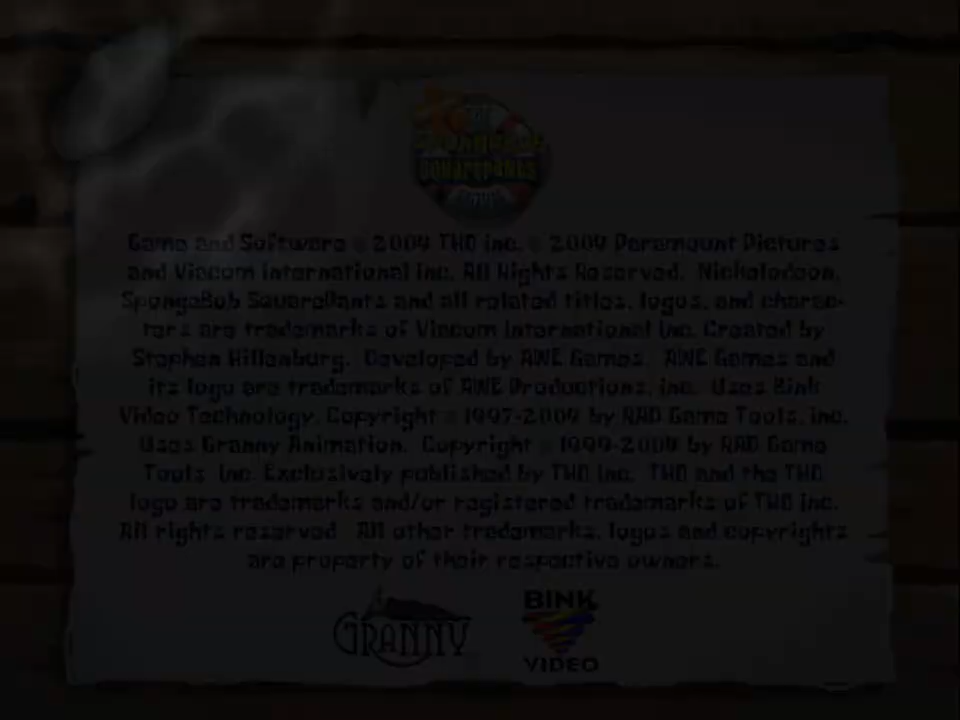 THE
SpongeBob
SquarePants
MOVIE
Game and Software © 2004 THQ Inc. © 2004 Paramount Pictures
and Viacom International Inc. All Rights Reserved. Nickelodeon,
SpongeBob SquarePants and all related titles, logos, and charac-
ters are trademarks of Viacom International Inc. Created by
Stephen Hillenburg. Developed by AWE Games. AWE Games and
its logo are trademarks of AWE Productions, Inc. Uses Bink
Video Technology. Copyright © 1997-2004 by RAD Game Tools, Inc.
Uses Granny Animation. Copyright © 1999-2004 by RAD Game
Tools, Inc. Exclusively published by THQ Inc. THQ and the THQ
logo are trademarks and/or registered trademarks of THQ Inc.
All rights reserved. All other trademarks, logos and copyrights
are property of their respective owners.
GRANNY
BINK
VIDEO